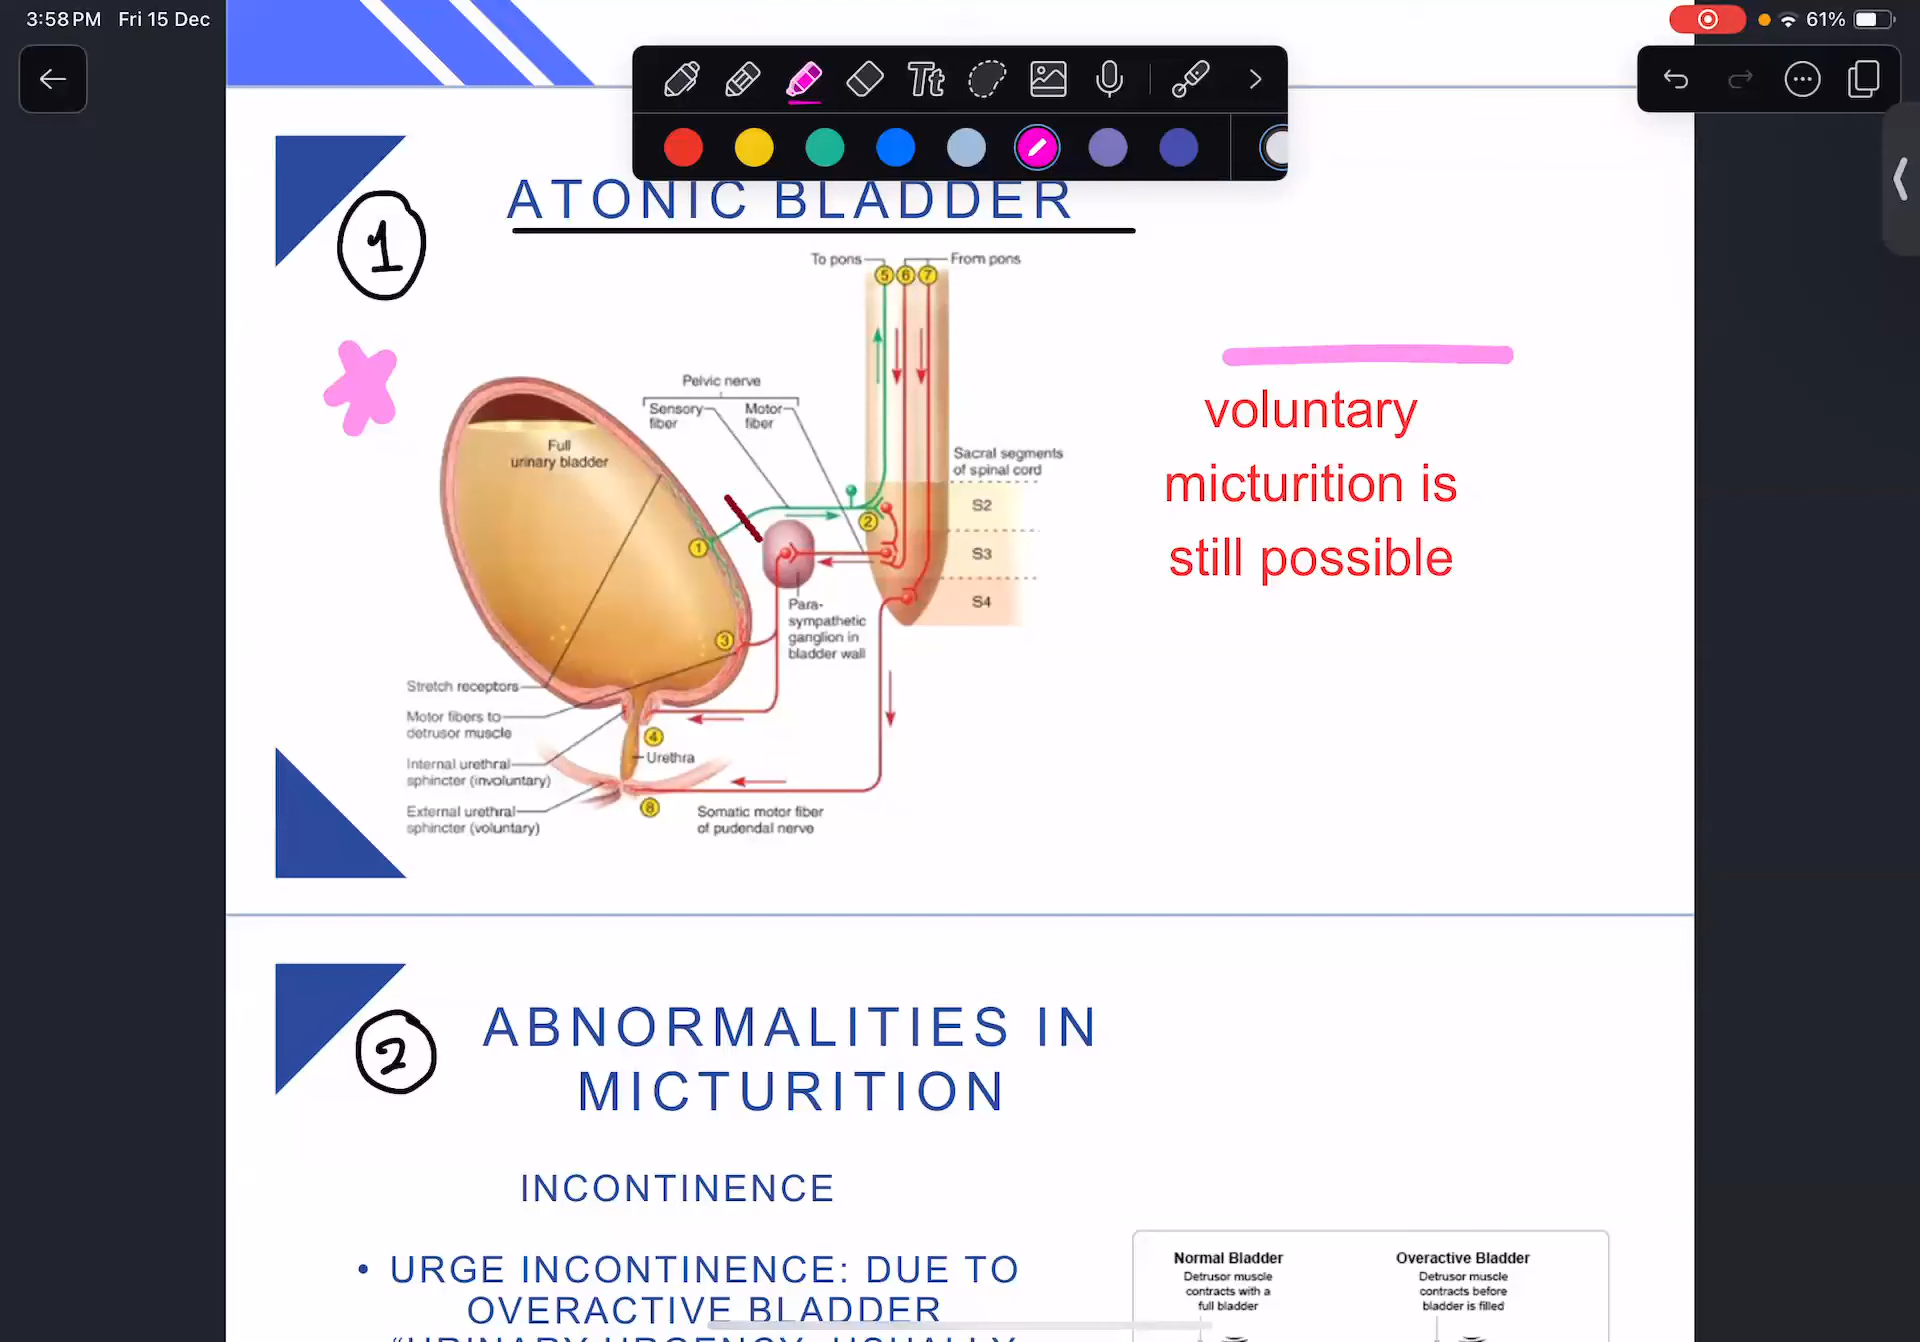 3:58 PM Fri 15 Dec
61%
Tt
ATONIC BLADDER
1
To pons
From pons
5 6 7
Pelvic nerve
Sensory
fiber
Motor
fiber
Full
urinary bladder
Sacral segments
of spinal cord
S2
S3
S4
1
2
3
Para-
sympathetic
ganglion in
bladder wall
Stretch receptors
Motor fibers to
detrusor muscle
4
Urethra
Internal urethral
sphincter (involuntary)
External urethral
sphincter (voluntary)
8
Somatic motor fiber
of pudendal nerve
voluntary
micturition is
still possible
2
ABNORMALITIES IN
MICTURITION
INCONTINENCE
• URGE INCONTINENCE: DUE TO
OVERACTIVE BLADDER
"URINARY URGENCY, USUALLY
Normal Bladder
Detrusor muscle
contracts with a
full bladder
Overactive Bladder
Detrusor muscle
contracts before
bladder is filled